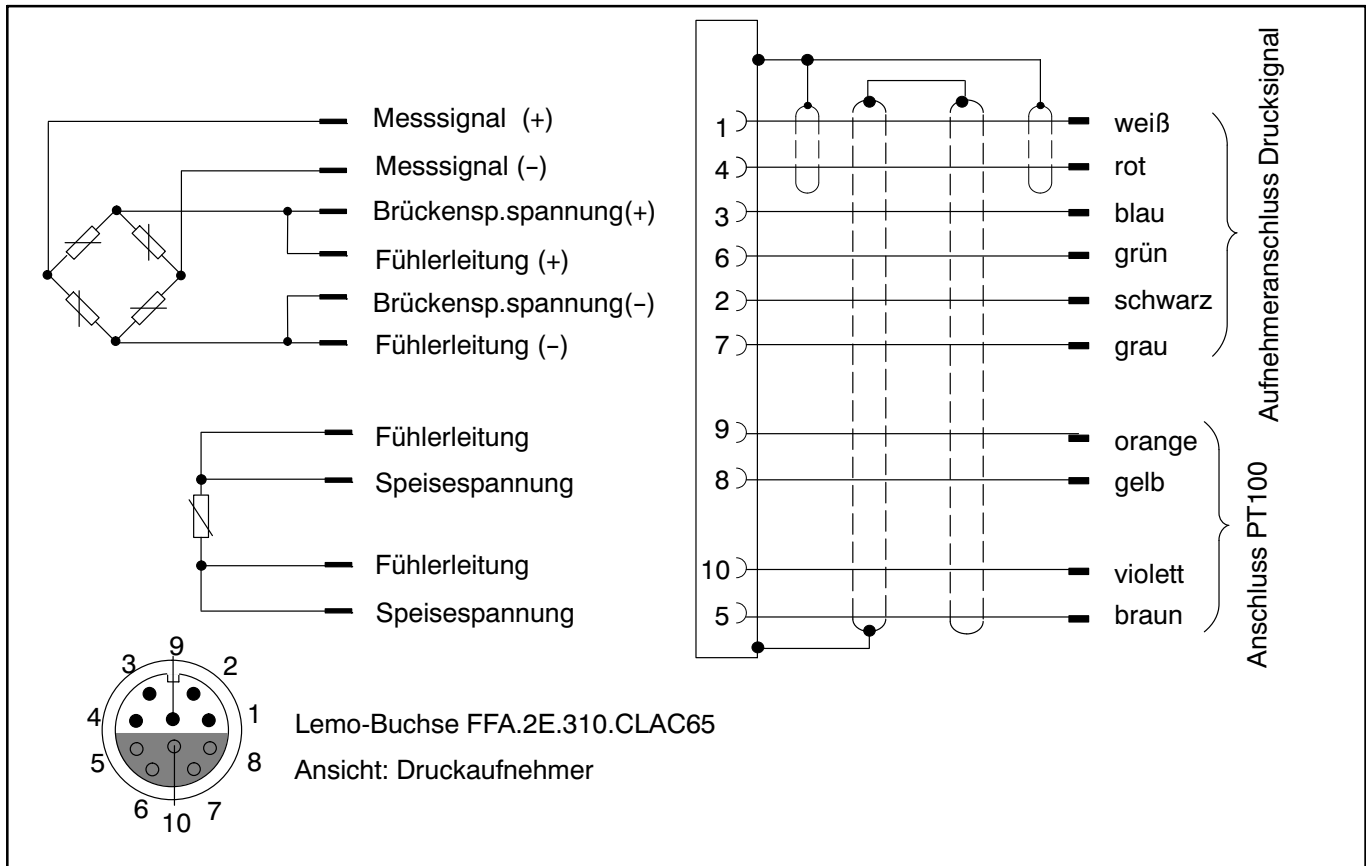 Messsignal (+)
Messsignal (–)
Brückensp.spannung(+)
Fühlerleitung (+)
Brückensp.spannung(–)
Fühlerleitung (–)
Fühlerleitung
Speisespannung
Fühlerleitung
Speisespannung
1 weiß
4 rot
3 blau
6 grün
2 schwarz
7 grau
9 orange
8 gelb
10 violett
5 braun
Aufnehmeranschluss Drucksignal
Anschluss PT100
9
3 2
4 1
5 8
6 7
10
Lemo-Buchse FFA.2E.310.CLAC65
Ansicht: Druckaufnehmer